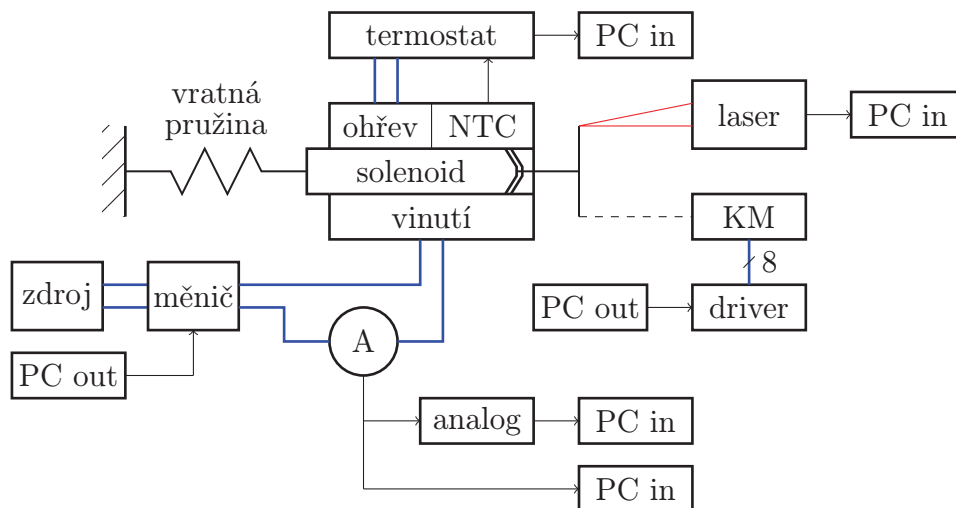 termostat
PC in
vratná
pružina
ohřev
NTC
laser
PC in
solenoid
vinutí
KM
8
zdroj
měnič
PC out
driver
A
PC out
analog
PC in
PC in